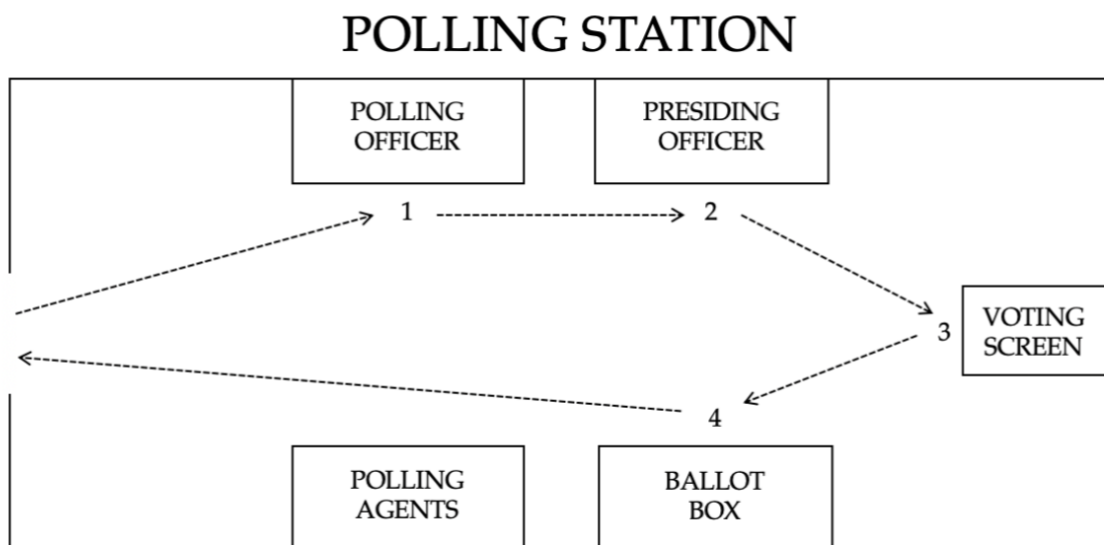 POLLING STATION
POLLING
OFFICER
PRESIDING
OFFICER
1
2
3
VOTING
SCREEN
4
POLLING
AGENTS
BALLOT
BOX